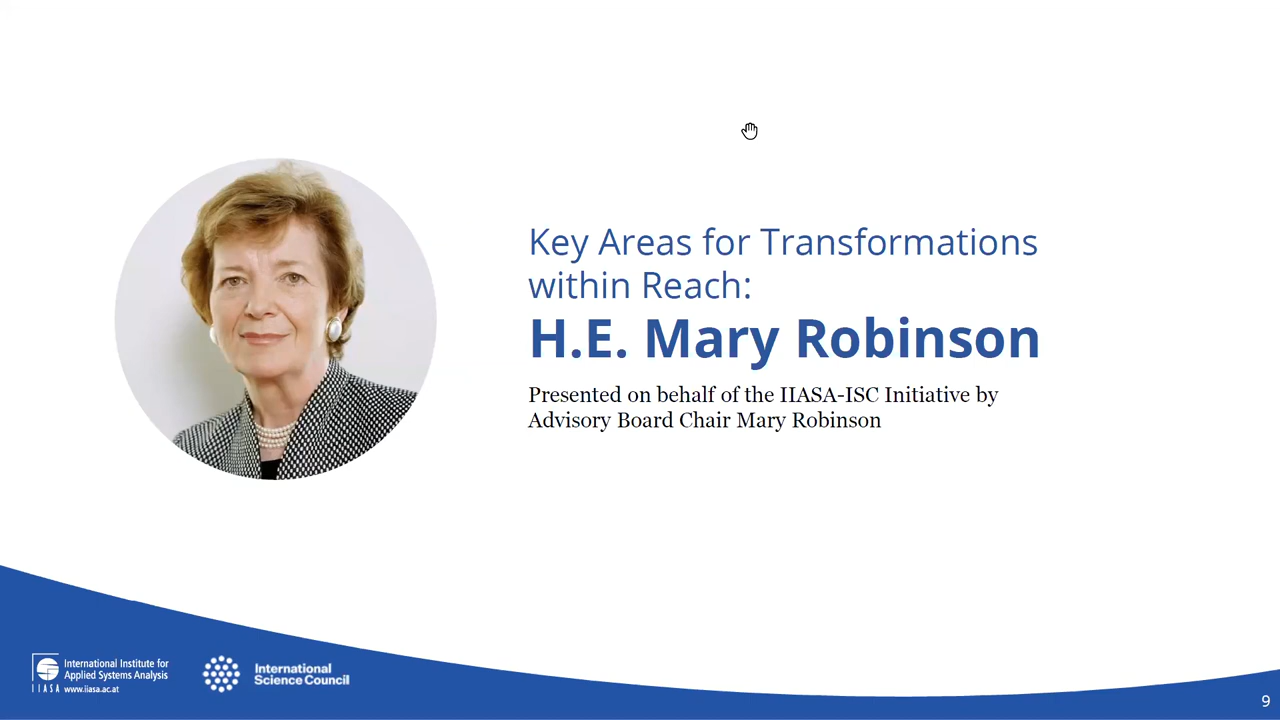 Key Areas for Transformations
within Reach:
H.E. Mary Robinson
Presented on behalf of the IIASA-ISC Initiative by
Advisory Board Chair Mary Robinson
International Institute for
Applied Systems Analysis
IIASA www.iiasa.ac.at
International
Science Council
9